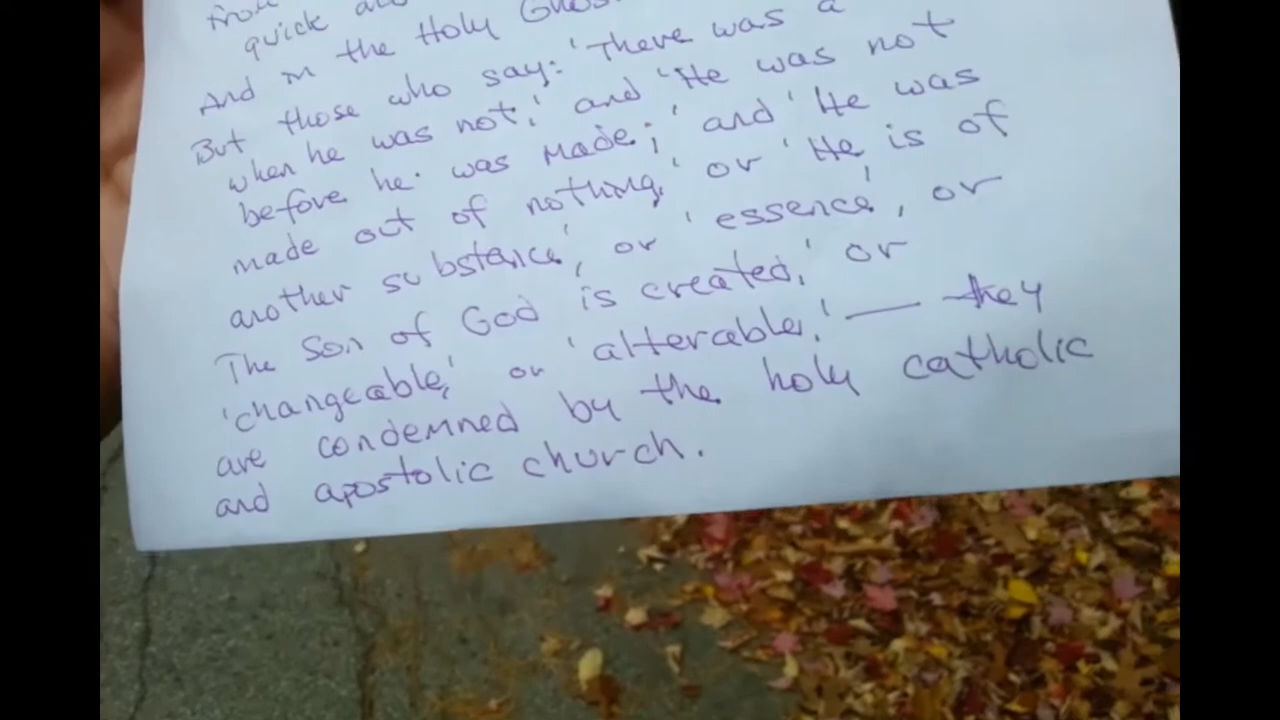 from
quick
And in the Holy Ghost
But those who say: 'There was a
when he was not;' and 'He was not
before he was made;' and 'He was
made out of nothing,' or 'He is of
another substance,' or 'essence,' or
The Son of God is created,' or
'changeable,' or 'alterable,' — they
are condemned by the holy catholic
and apostolic church.